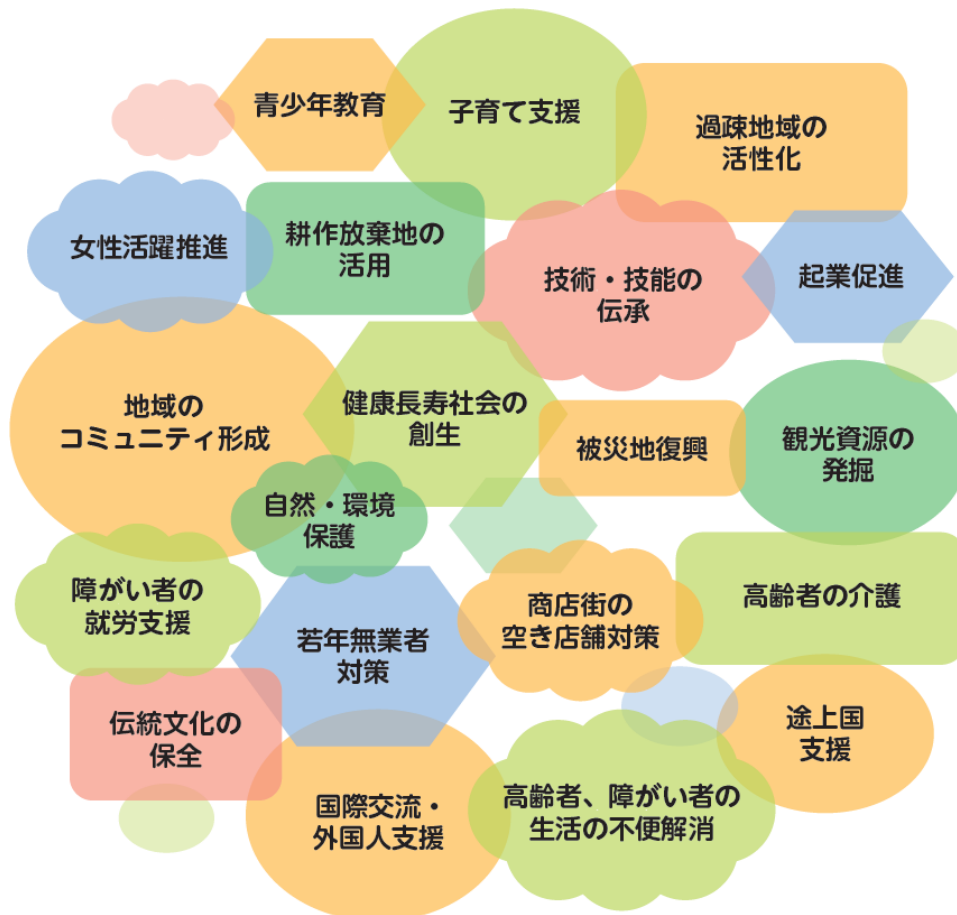 青少年教育
子育て支援
過疎地域の
活性化
女性活躍推進
耕作放棄地の
活用
技術・技能の
伝承
起業促進
地域の
コミュニティ形成
健康長寿社会の
創生
被災地復興
観光資源の
発掘
自然・環境
保護
障がい者の
就労支援
若年無業者
対策
商店街の
空き店舗対策
高齢者の介護
伝統文化の
保全
国際交流・
外国人支援
高齢者、障がい者の
生活の不便解消
途上国
支援